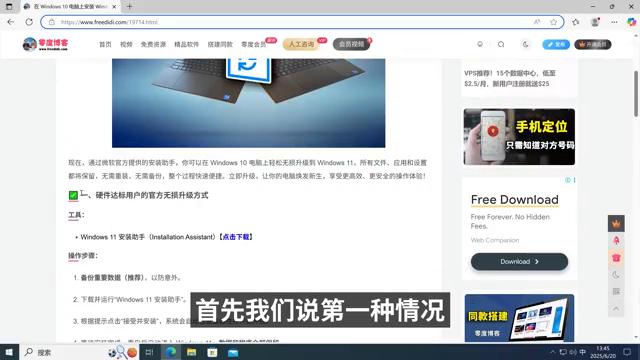 在 Windows 10 电脑上安装 Win
https://www.freedidi.com/19714.html
零度博客
www.freedidi.com
首页
视频
免费资源
精品软件
搭建同款
零度会员
人工咨询
VIP
会员视频
发布
开通会员
现在，通过微软官方提供的安装助手，你可以在 Windows 10 电脑上轻松无损升级到 Windows 11，所有文件、应用和设置
都将保留，无需重装、无需备份，整个过程快速便捷。立即升级，让你的电脑焕发新生，享受更高效、更安全的操作体验！
一、硬件达标用户的官方无损升级方式
工具：
• Windows 11 安装助手（Installation Assistant）【点击下载】
操作步骤：
1. 备份重要数据（推荐），以防意外。
2. 下载并运行“Windows 11 安装助手”。
3. 根据提示点击“接受并安装”，系统会自
首先我们说第一种情况
VPS推荐！15个数据中心，低至
$2.5/月，新用户注册就送$25
手机定位
只需知道对方号码
Free Download
Free Forever. No Hidden
Fees.
Web Companion
Download
同款搭建
零度博客
搜索
中
13:45
2025/6/20